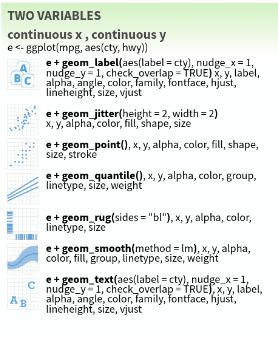 TWO VARIABLES
continuous x , continuous y
e <- ggplot(mpg, aes(cty, hwy))
e + geom_label(aes(label = cty), nudge_x = 1,
nudge_y = 1, check_overlap = TRUE) x, y, label,
alpha, angle, color, family, fontface, hjust,
lineheight, size, vjust
A
B C
e + geom_jitter(height = 2, width = 2)
x, y, alpha, color, fill, shape, size
e + geom_point(), x, y, alpha, color, fill, shape,
size, stroke
e + geom_quantile(), x, y, alpha, color, group,
linetype, size, weight
e + geom_rug(sides = "bl"), x, y, alpha, color,
linetype, size
e + geom_smooth(method = lm), x, y, alpha,
color, fill, group, linetype, size, weight
e + geom_text(aes(label = cty), nudge_x = 1,
nudge_y = 1, check_overlap = TRUE), x, y, label,
alpha, angle, color, family, fontface, hjust,
lineheight, size, vjust
C
A B